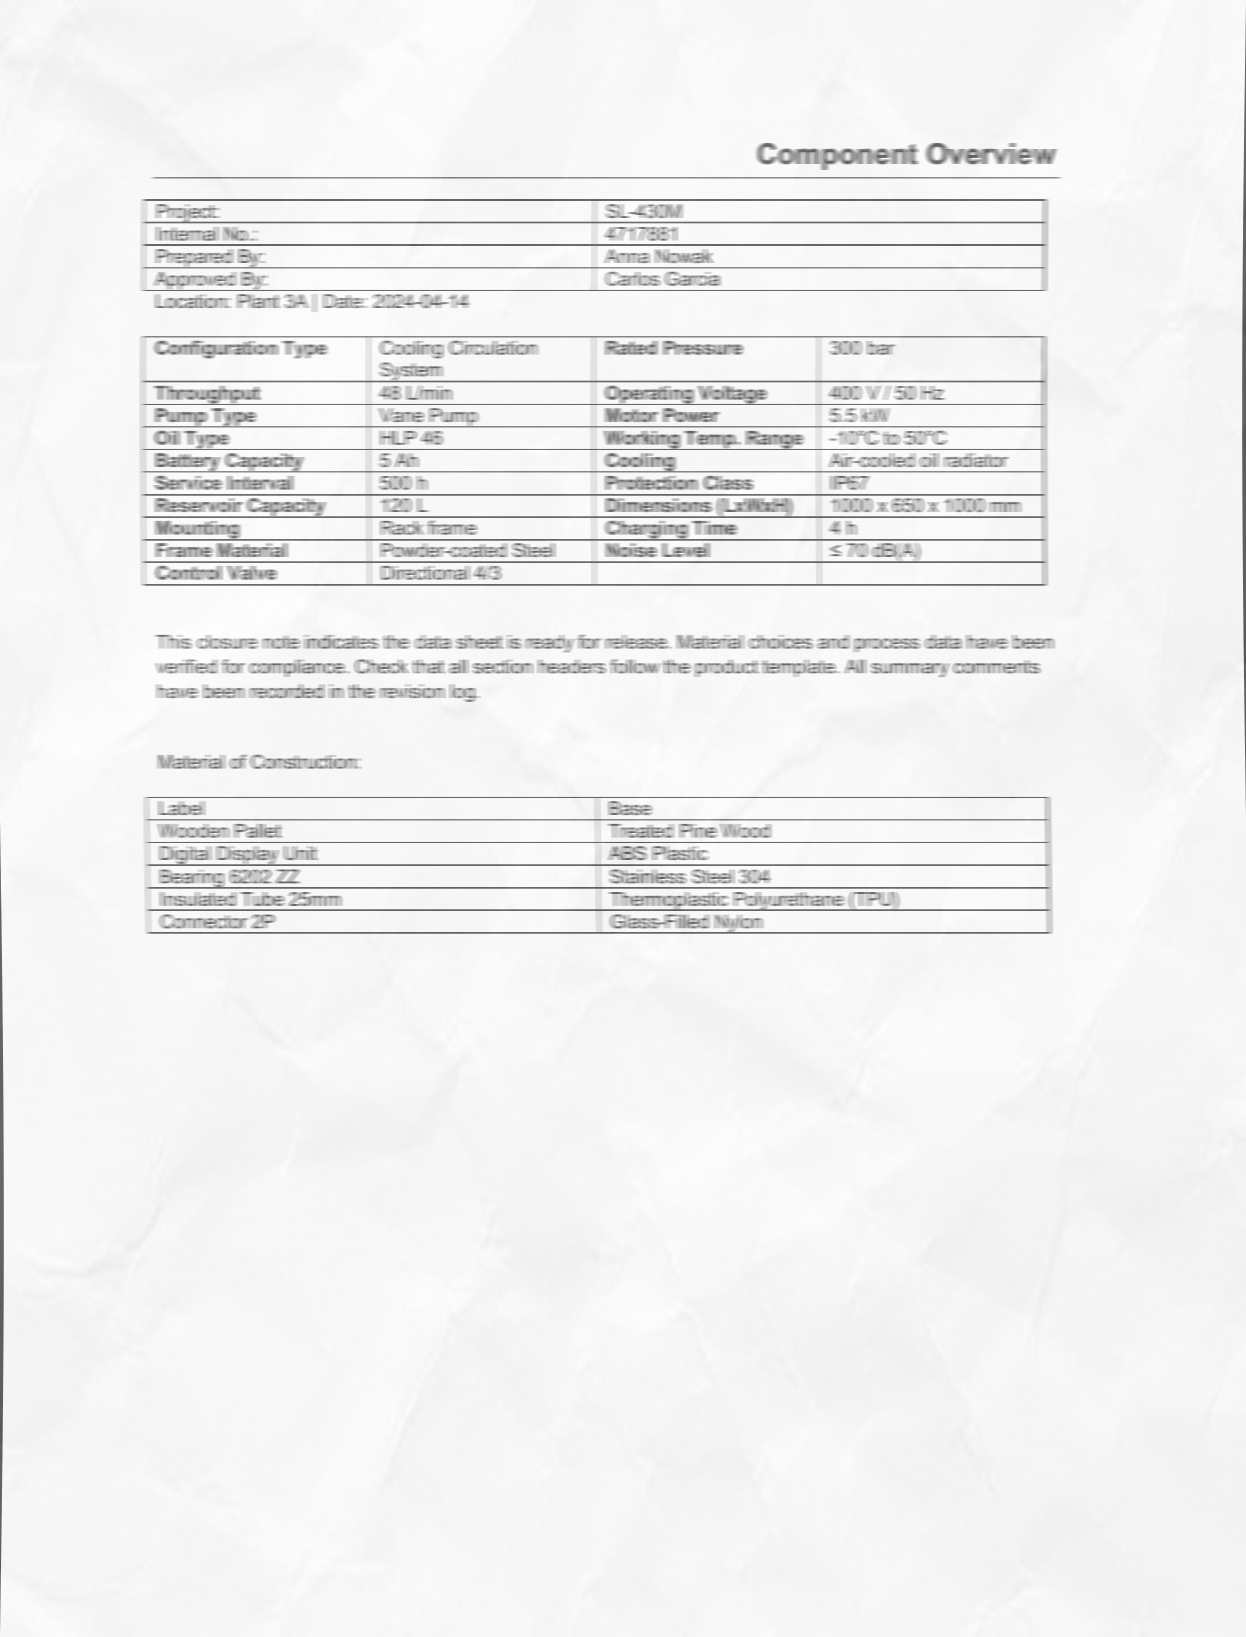 Component Overview
Project: SL-430M
Internal No.: 4717881
Prepared By: Anna Nowak
Approved By: Carlos Garcia
Location: Plant 3A || Date: 2024-04-14
Configuration Type Cooling Circulation Rated Pressure 300 bar
System
Throughput 48 L/min Operating Voltage 400 V / 50 Hz
Pump Type Vane Pump Motor Power 5.5 kW
Oil Type HLP 46 Working Temp. Range -10°C to 50°C
Battery Capacity 5 Ah Cooling Air-cooled oil radiator
Service Interval 500 h Protection Class IP67
Reservoir Capacity 120 L Dimensions (LxWxH) 1000 x 650 x 1000 mm
Mounting Rack frame Charging Time 4 h
Frame Material Powder-coated Steel Noise Level ≤ 70 dB(A)
Control Valve Directional 4/3
This closure note indicates the data sheet is ready for release. Material choices and process data have been
verified for compliance. Check that all section headers follow the product template. All summary comments
have been recorded in the revision log.
Material of Construction:
Label Base
Wooden Pallet Treated Pine Wood
Digital Display Unit ABS Plastic
Bearing 6202 ZZ Stainless Steel 304
Insulated Tube 25mm Thermoplastic Polyurethane (TPU)
Connector 2P Glass-Filled Nylon